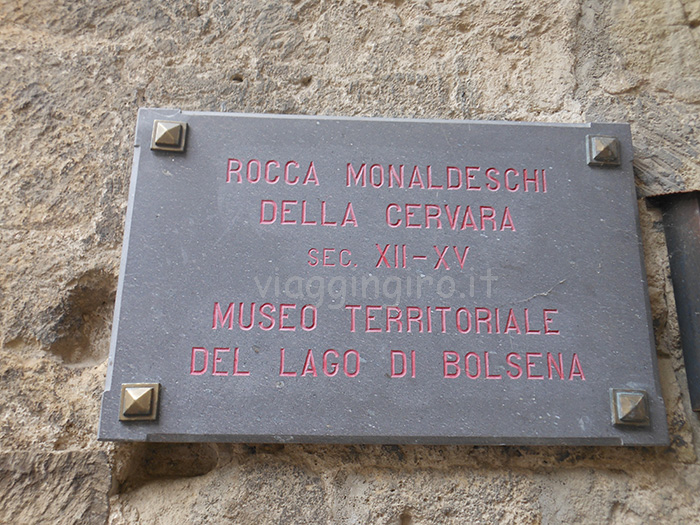 ROCCA MONALDESCHI
DELLA CERVARA
SEC. XII-XV
viaggingiro.it
MUSEO TERRITORIALE
DEL LAGO DI BOLSENA